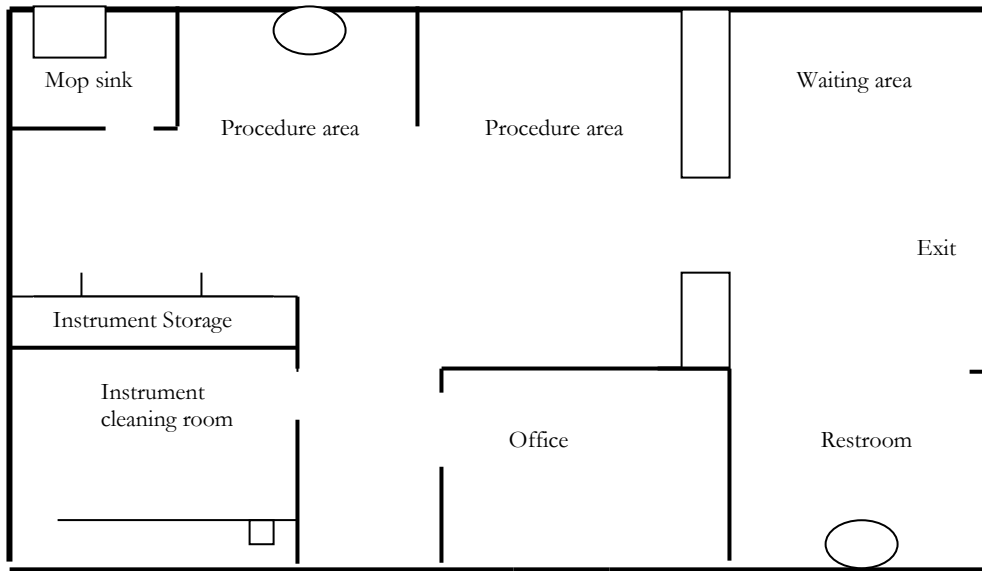 Mop sink
Waiting area
Procedure area
Procedure area
Exit
Instrument Storage
Instrument
cleaning room
Office
Restroom